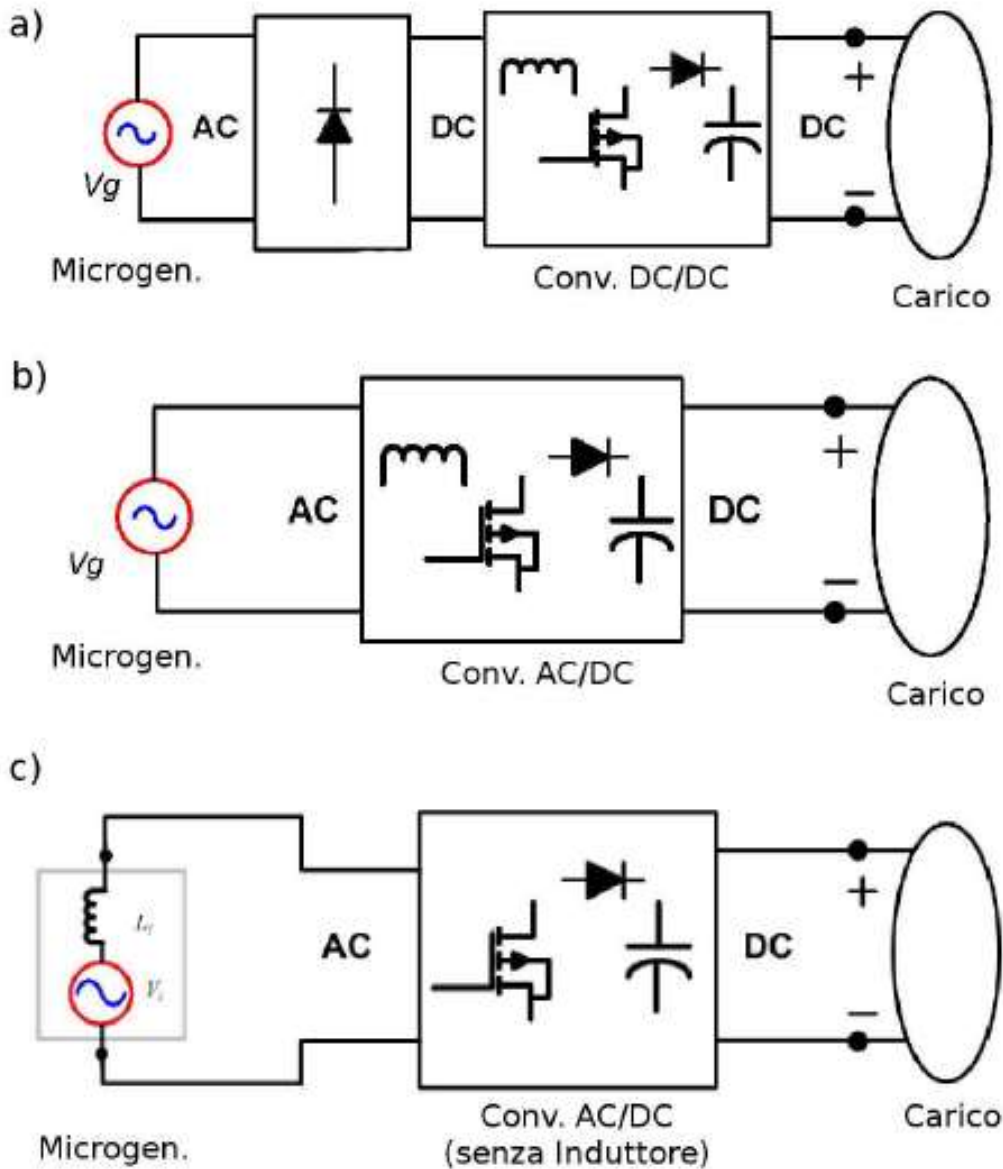 a)
AC
DC
DC
+
−
Vg
Microgen.
Conv. DC/DC
Carico
b)
AC
DC
+
−
Vg
Microgen.
Conv. AC/DC
Carico
c)
AC
DC
+
−
Microgen.
Conv. AC/DC
(senza Induttore)
Carico